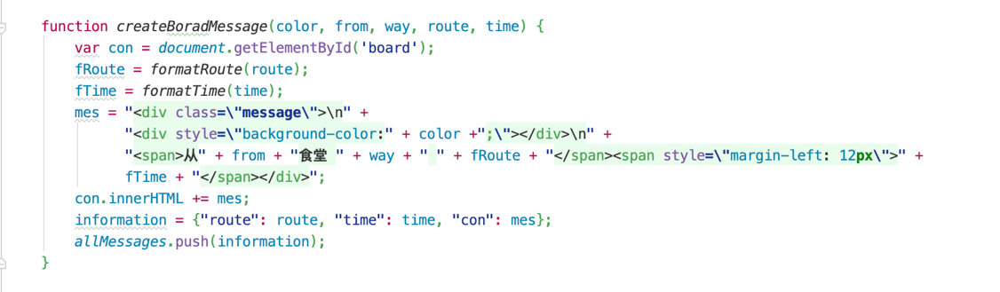 function createBoradMessage(color, from, way, route, time) {
var con = document.getElementById('board');
fRoute = formatRoute(route);
fTime = formatTime(time);
mes = "<div class=\"message\">\n" +
"<div style=\"background-color:" + color +";\"></div>\n" +
"<span>从" + from + "食堂 " + way + " " + fRoute + "</span><span style=\"margin-left: 12px\">" +
fTime + "</span></div>";
con.innerHTML += mes;
information = {"route": route, "time": time, "con": mes};
allMessages.push(information);
}